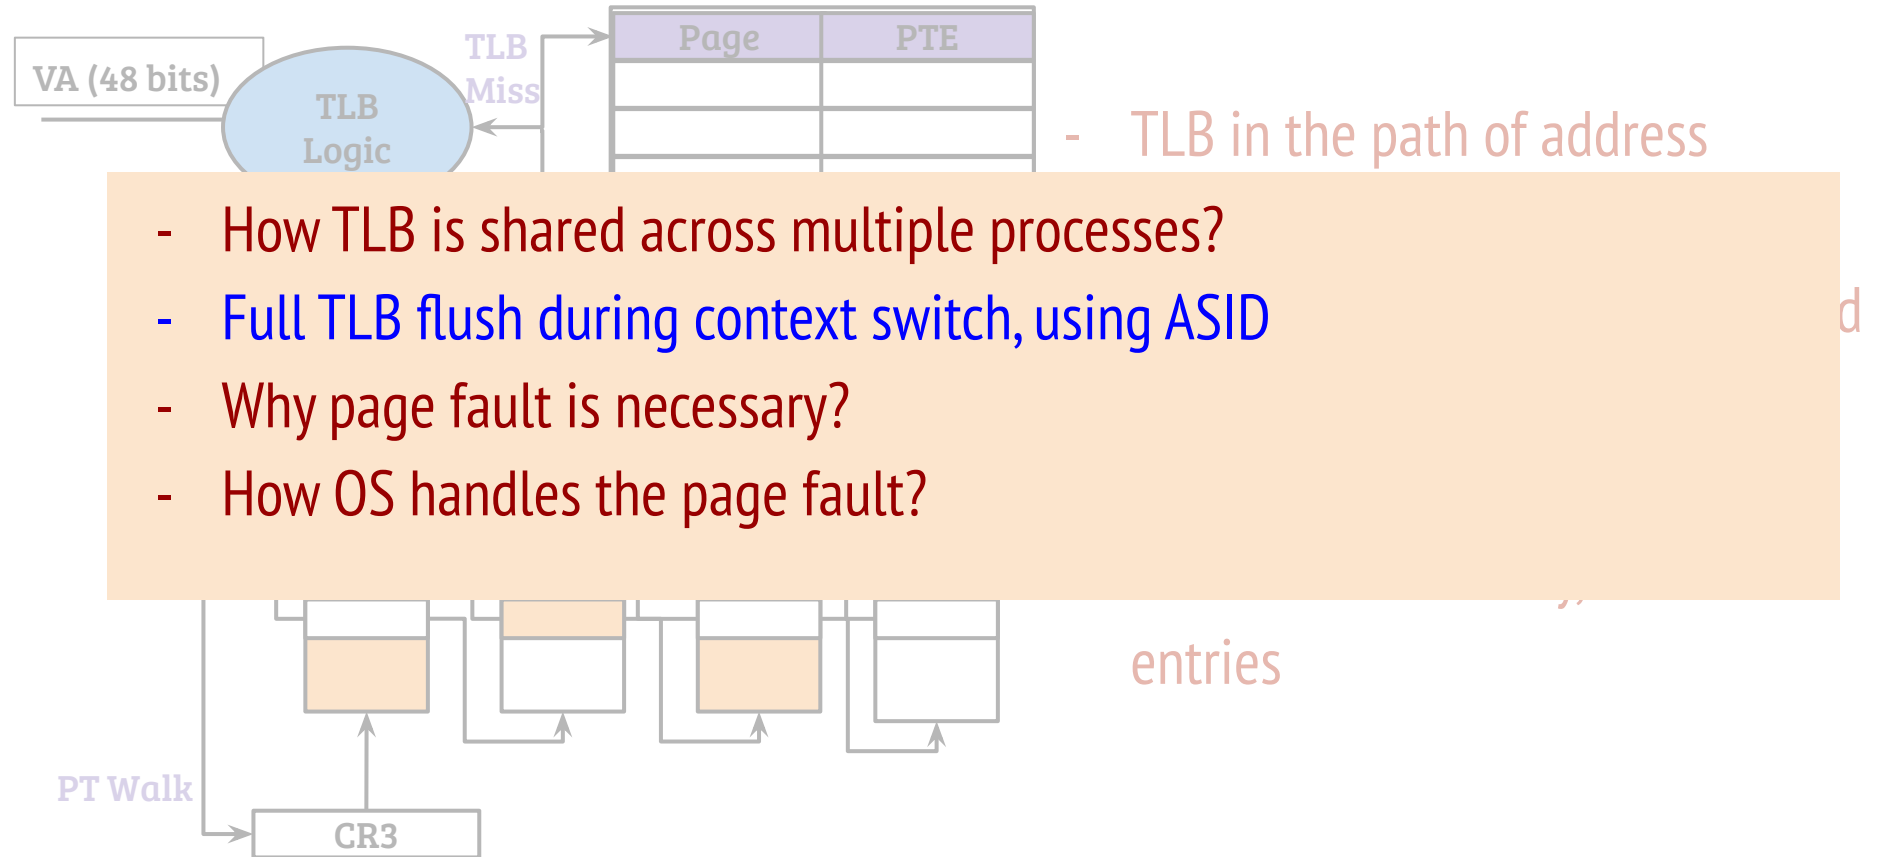 VA (48 bits)
TLB
Logic
TLB
Miss
Page PTE
- TLB in the path of address
- How TLB is shared across multiple processes?
- Full TLB flush during context switch, using ASID
- Why page fault is necessary?
- How OS handles the page fault?
entries
PT Walk
CR3